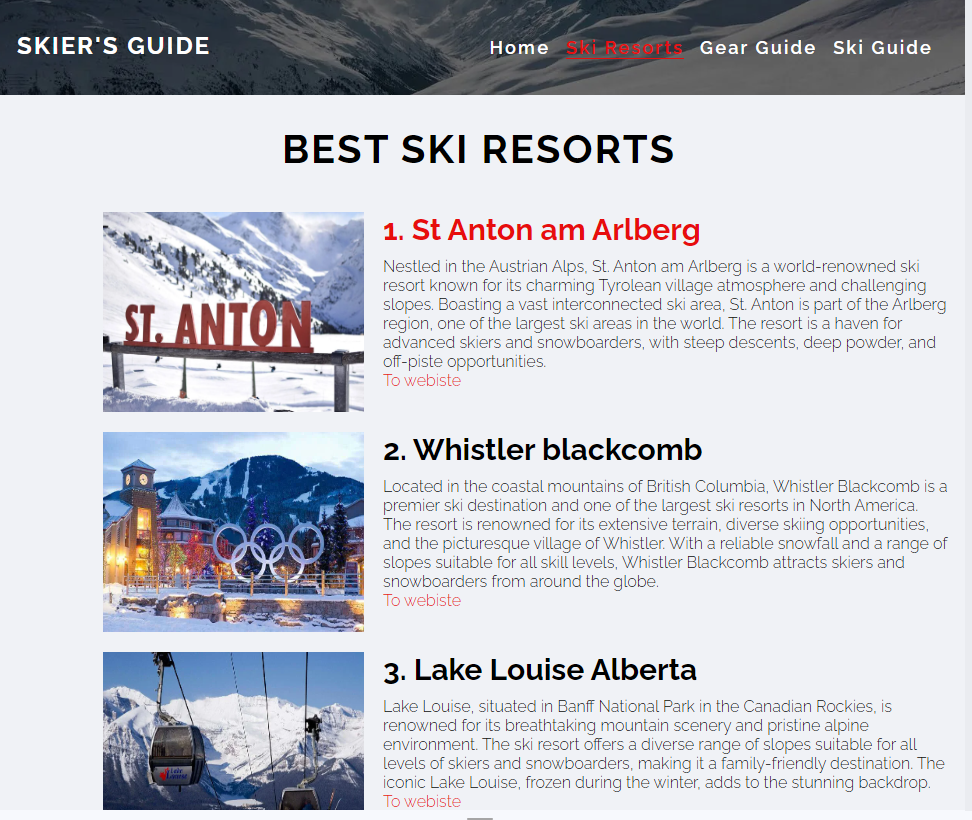 SKIER'S GUIDE
Home Ski Resorts Gear Guide Ski Guide
BEST SKI RESORTS
ST. ANTON
1. St Anton am Arlberg
Nestled in the Austrian Alps, St. Anton am Arlberg is a world-renowned ski
resort known for its charming Tyrolean village atmosphere and challenging
slopes. Boasting a vast interconnected ski area, St. Anton is part of the Arlberg
region, one of the largest ski areas in the world. The resort is a haven for
advanced skiers and snowboarders, with steep descents, deep powder, and
off-piste opportunities.
To webiste
2. Whistler blackcomb
Located in the coastal mountains of British Columbia, Whistler Blackcomb is a
premier ski destination and one of the largest ski resorts in North America.
The resort is renowned for its extensive terrain, diverse skiing opportunities,
and the picturesque village of Whistler. With a reliable snowfall and a range of
slopes suitable for all skill levels, Whistler Blackcomb attracts skiers and
snowboarders from around the globe.
To webiste
Lake
Louise
3. Lake Louise Alberta
Lake Louise, situated in Banff National Park in the Canadian Rockies, is
renowned for its breathtaking mountain scenery and pristine alpine
environment. The ski resort offers a diverse range of slopes suitable for all
levels of skiers and snowboarders, making it a family-friendly destination. The
iconic Lake Louise, frozen during the winter, adds to the stunning backdrop.
To webiste